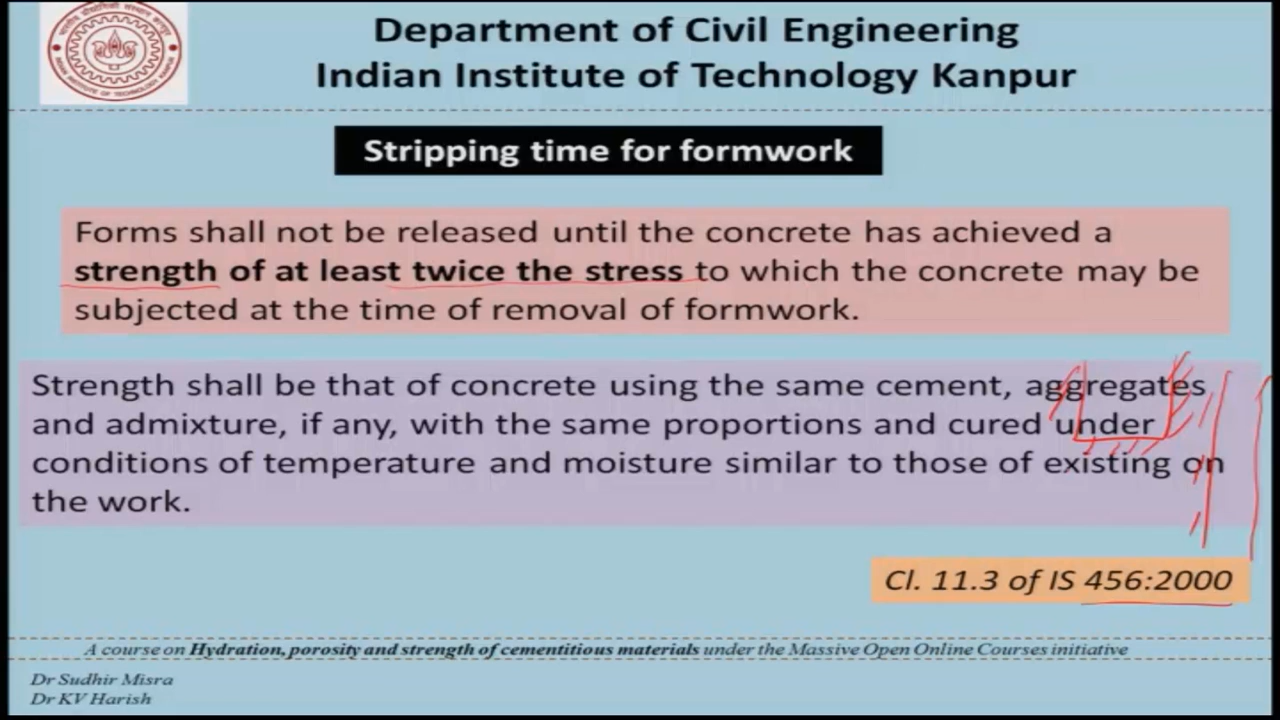 Department of Civil Engineering
Indian Institute of Technology Kanpur
Stripping time for formwork
Forms shall not be released until the concrete has achieved a
strength of at least twice the stress to which the concrete may be
subjected at the time of removal of formwork.
Strength shall be that of concrete using the same cement, aggregates
and admixture, if any, with the same proportions and cured under
conditions of temperature and moisture similar to those of existing on
the work.
Cl. 11.3 of IS 456:2000
A course on Hydration, porosity and strength of cementitious materials under the Massive Open Online Courses initiative
Dr Sudhir Misra
Dr KV Harish